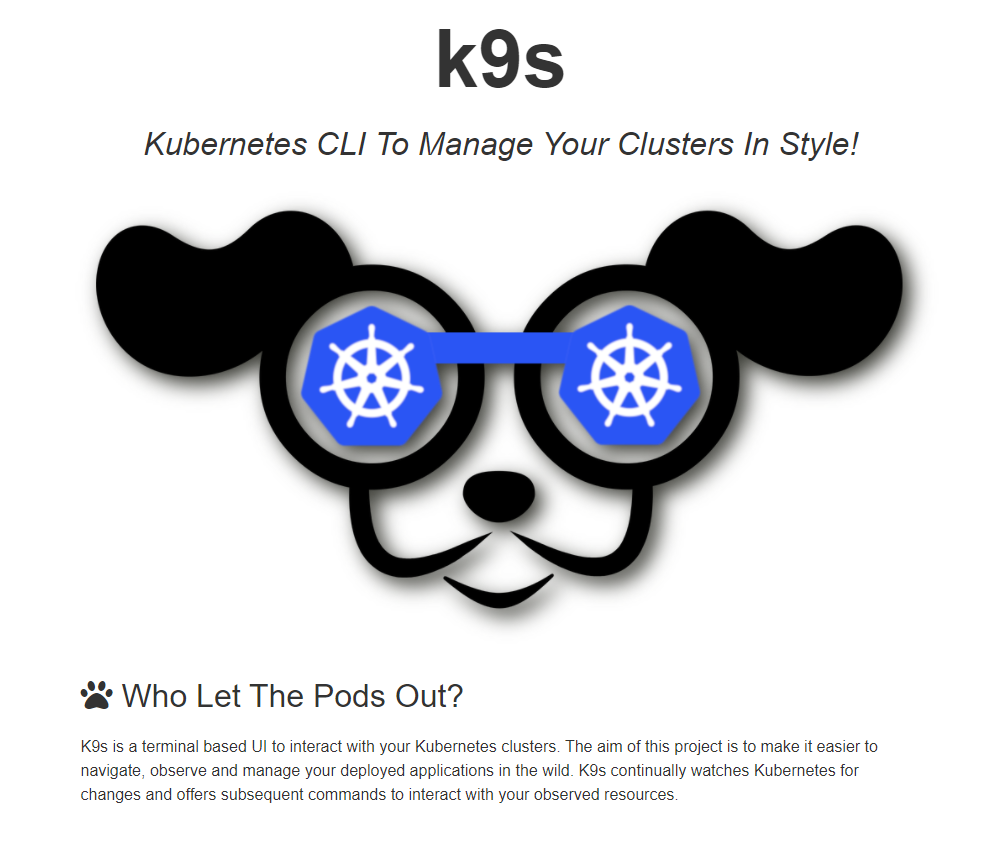 k9s
Kubernetes CLI To Manage Your Clusters In Style!
Who Let The Pods Out?
K9s is a terminal based UI to interact with your Kubernetes clusters. The aim of this project is to make it easier to
navigate, observe and manage your deployed applications in the wild. K9s continually watches Kubernetes for
changes and offers subsequent commands to interact with your observed resources.